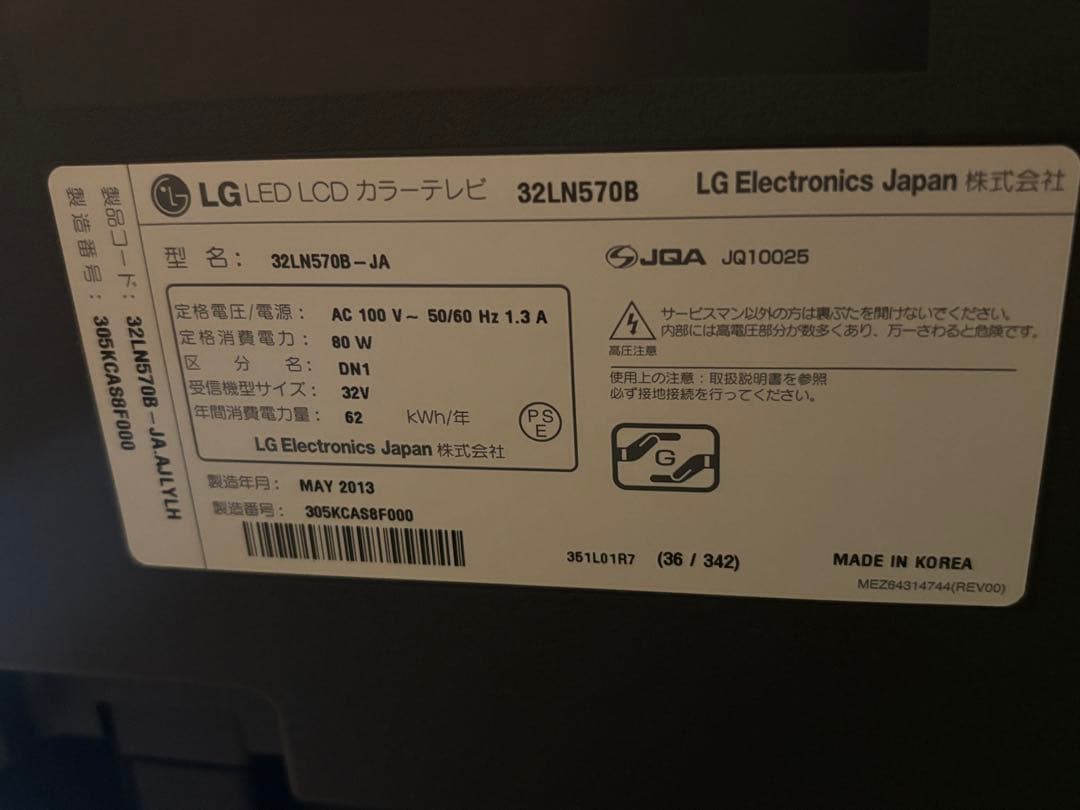 LG LED LCD カラーテレビ 32LN570B LG Electronics Japan 株式会社
製品コード: 32LN570B-JA.AJLYLH
製造番号: 305KCAS8F000
型 名: 32LN570B-JA
JQA JQ10025
定格電圧/電源: AC 100 V~ 50/60 Hz 1.3 A
定格消費電力: 80 W
区 分 名: DN1
受信機型サイズ: 32V
年間消費電力量: 62 kWh/年
PS
E
LG Electronics Japan 株式会社
サービスマン以外の方は裏ぶたを開けないでください。
内部には高電圧部分が数多くあり、万一さわると危険です。
高圧注意
使用上の注意:取扱説明書を参照
必ず接地接続を行ってください。
G
製造年月: MAY 2013
製造番号: 305KCAS8F000
351L01R7 (36 / 342) MADE IN KOREA
MEZ64314744(REV00)